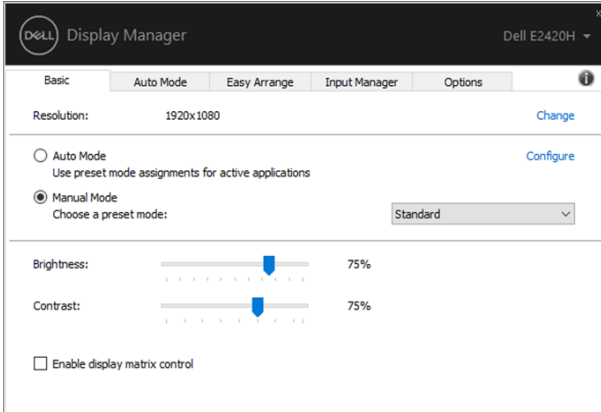 DELL Display Manager Dell E2420H
Basic Auto Mode Easy Arrange Input Manager Options
Resolution: 1920x1080 Change
Auto Mode Configure
Use preset mode assignments for active applications
Manual Mode
Choose a preset mode: Standard
Brightness: 75%
Contrast: 75%
Enable display matrix control